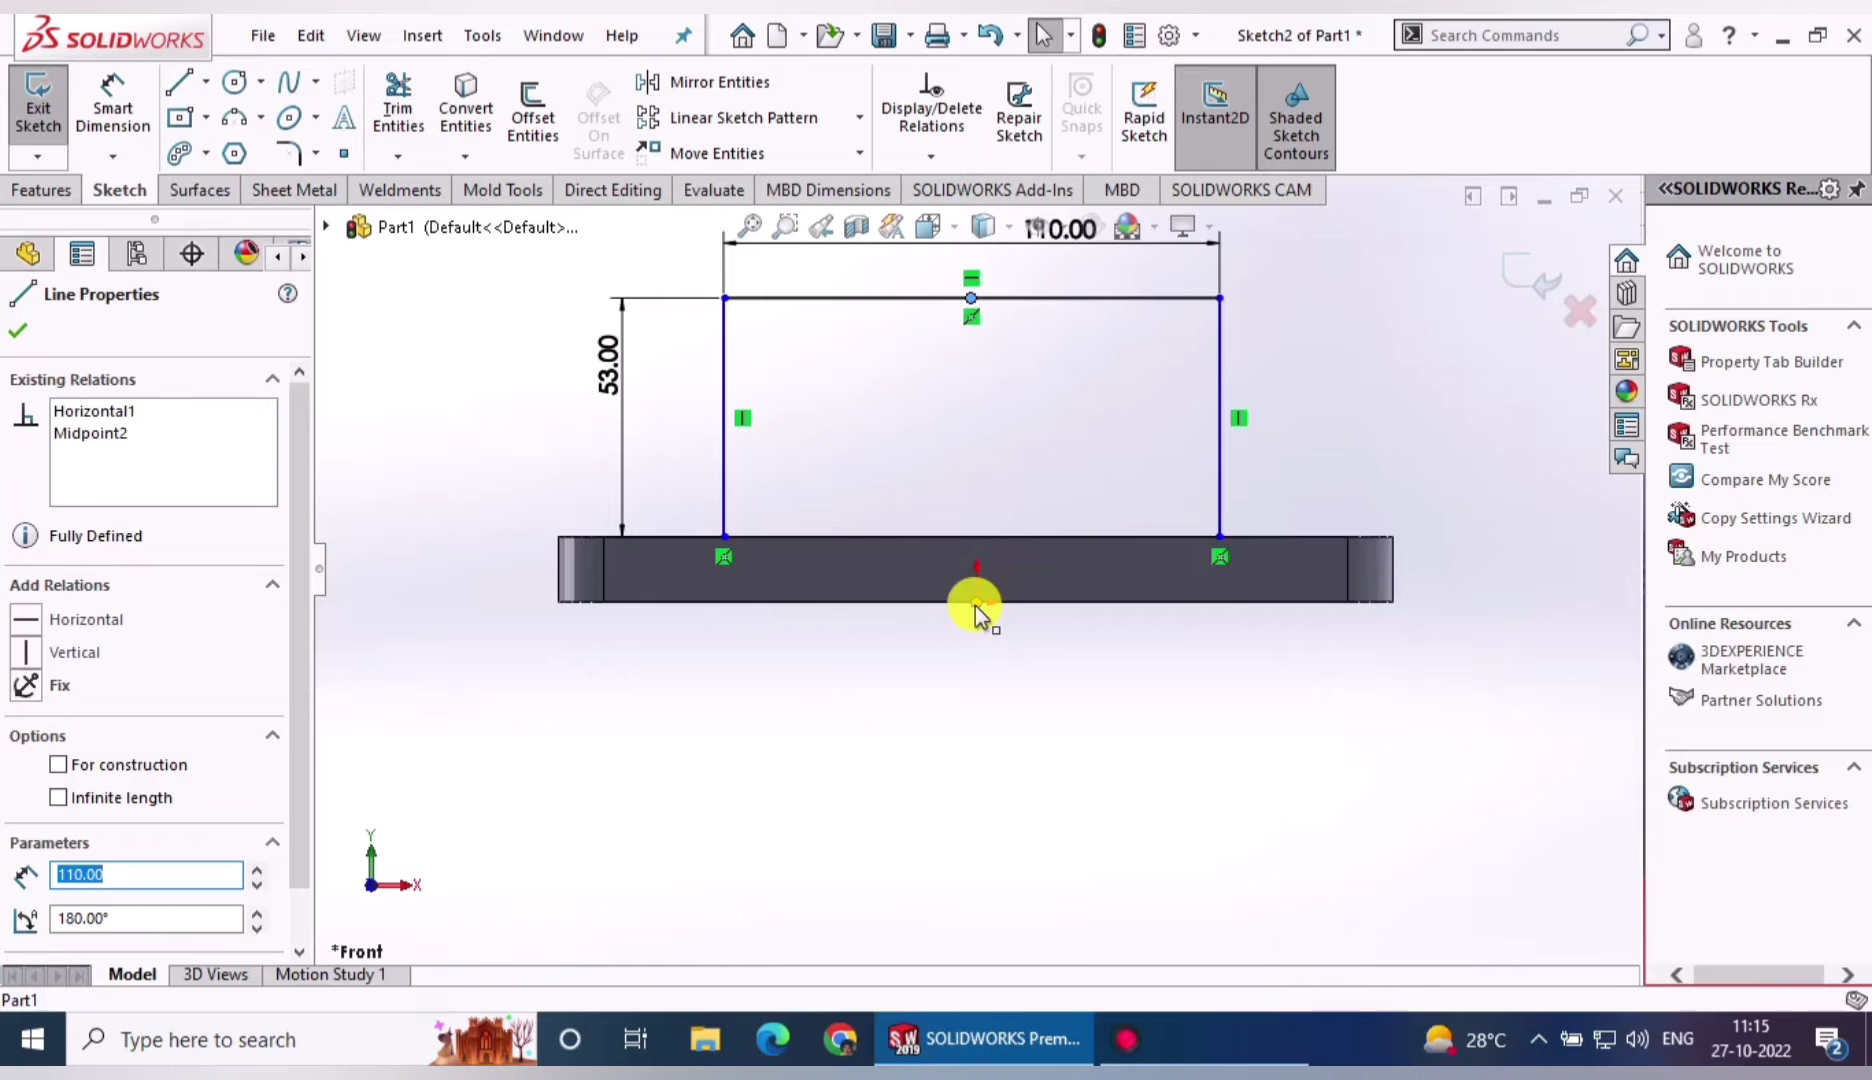 SOLIDWORKS
File Edit View Insert Tools Window Help
Sketch2 of Part1 *
Search Commands
Exit Sketch
Smart Dimension
Trim Entities
Convert Entities
Offset Entities
Offset On Surface
Mirror Entities
Linear Sketch Pattern
Move Entities
Display/Delete Relations
Repair Sketch
Quick Snaps
Rapid Sketch
Instant2D
Shaded Sketch Contours
Features Sketch Surfaces Sheet Metal Weldments Mold Tools Direct Editing Evaluate MBD Dimensions SOLIDWORKS Add-Ins MBD SOLIDWORKS CAM
SOLIDWORKS Re...
Part1 (Default<<Default>...
110.00
53.00
Line Properties
Existing Relations
Horizontal1
Midpoint2
Fully Defined
Add Relations
Horizontal
Vertical
Fix
Options
For construction
Infinite length
Parameters
110.00
180.00°
Y
X
*Front
Model 3D Views Motion Study 1
Part1
Welcome to
SOLIDWORKS
SOLIDWORKS Tools
Property Tab Builder
SOLIDWORKS Rx
Performance Benchmark
Test
Compare My Score
Copy Settings Wizard
My Products
Online Resources
3DEXPERIENCE
Marketplace
Partner Solutions
Subscription Services
Subscription Services
Type here to search
SW
2019
SOLIDWORKS Prem...
28°C
ENG
11:15
27-10-2022
2